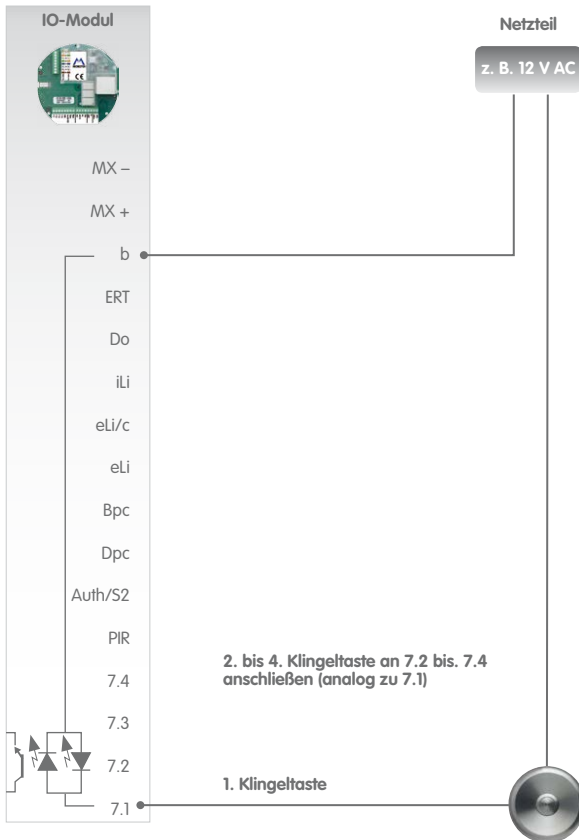 IO-Modul
Netzteil
z. B. 12 V AC
MX –
MX +
b
ERT
Do
iLi
eLi/c
eLi
Bpc
Dpc
Auth/S2
PIR
2. bis 4. Klingeltaste an 7.2 bis. 7.4
anschließen (analog zu 7.1)
7.4
7.3
7.2
1. Klingeltaste
7.1